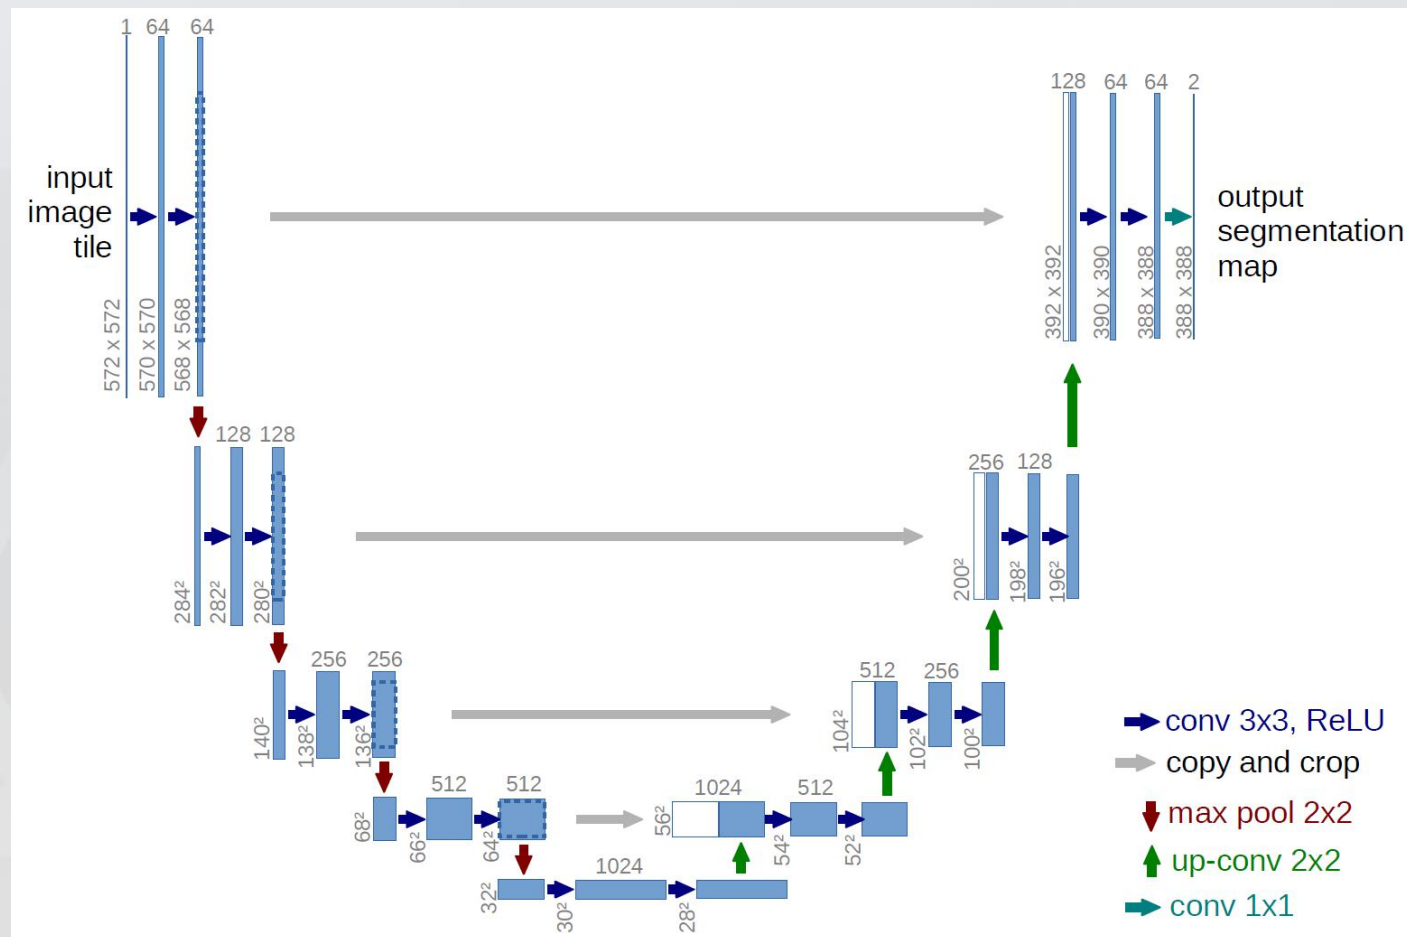 1 64 64
input
image
tile
572 x 572
570 x 570
568 x 568
128 64 64 2
output
segmentation
map
392 x 392
390 x 390
388 x 388
388 x 388
128 128
284²
282²
280²
256 128
200²
198²
196²
256 256
140²
138²
136²
512 256
104²
102²
100²
512 512
68²
66²
64²
1024 512
56²
54²
52²
1024
32²
30²
28²
conv 3x3, ReLU
copy and crop
max pool 2x2
up-conv 2x2
conv 1x1